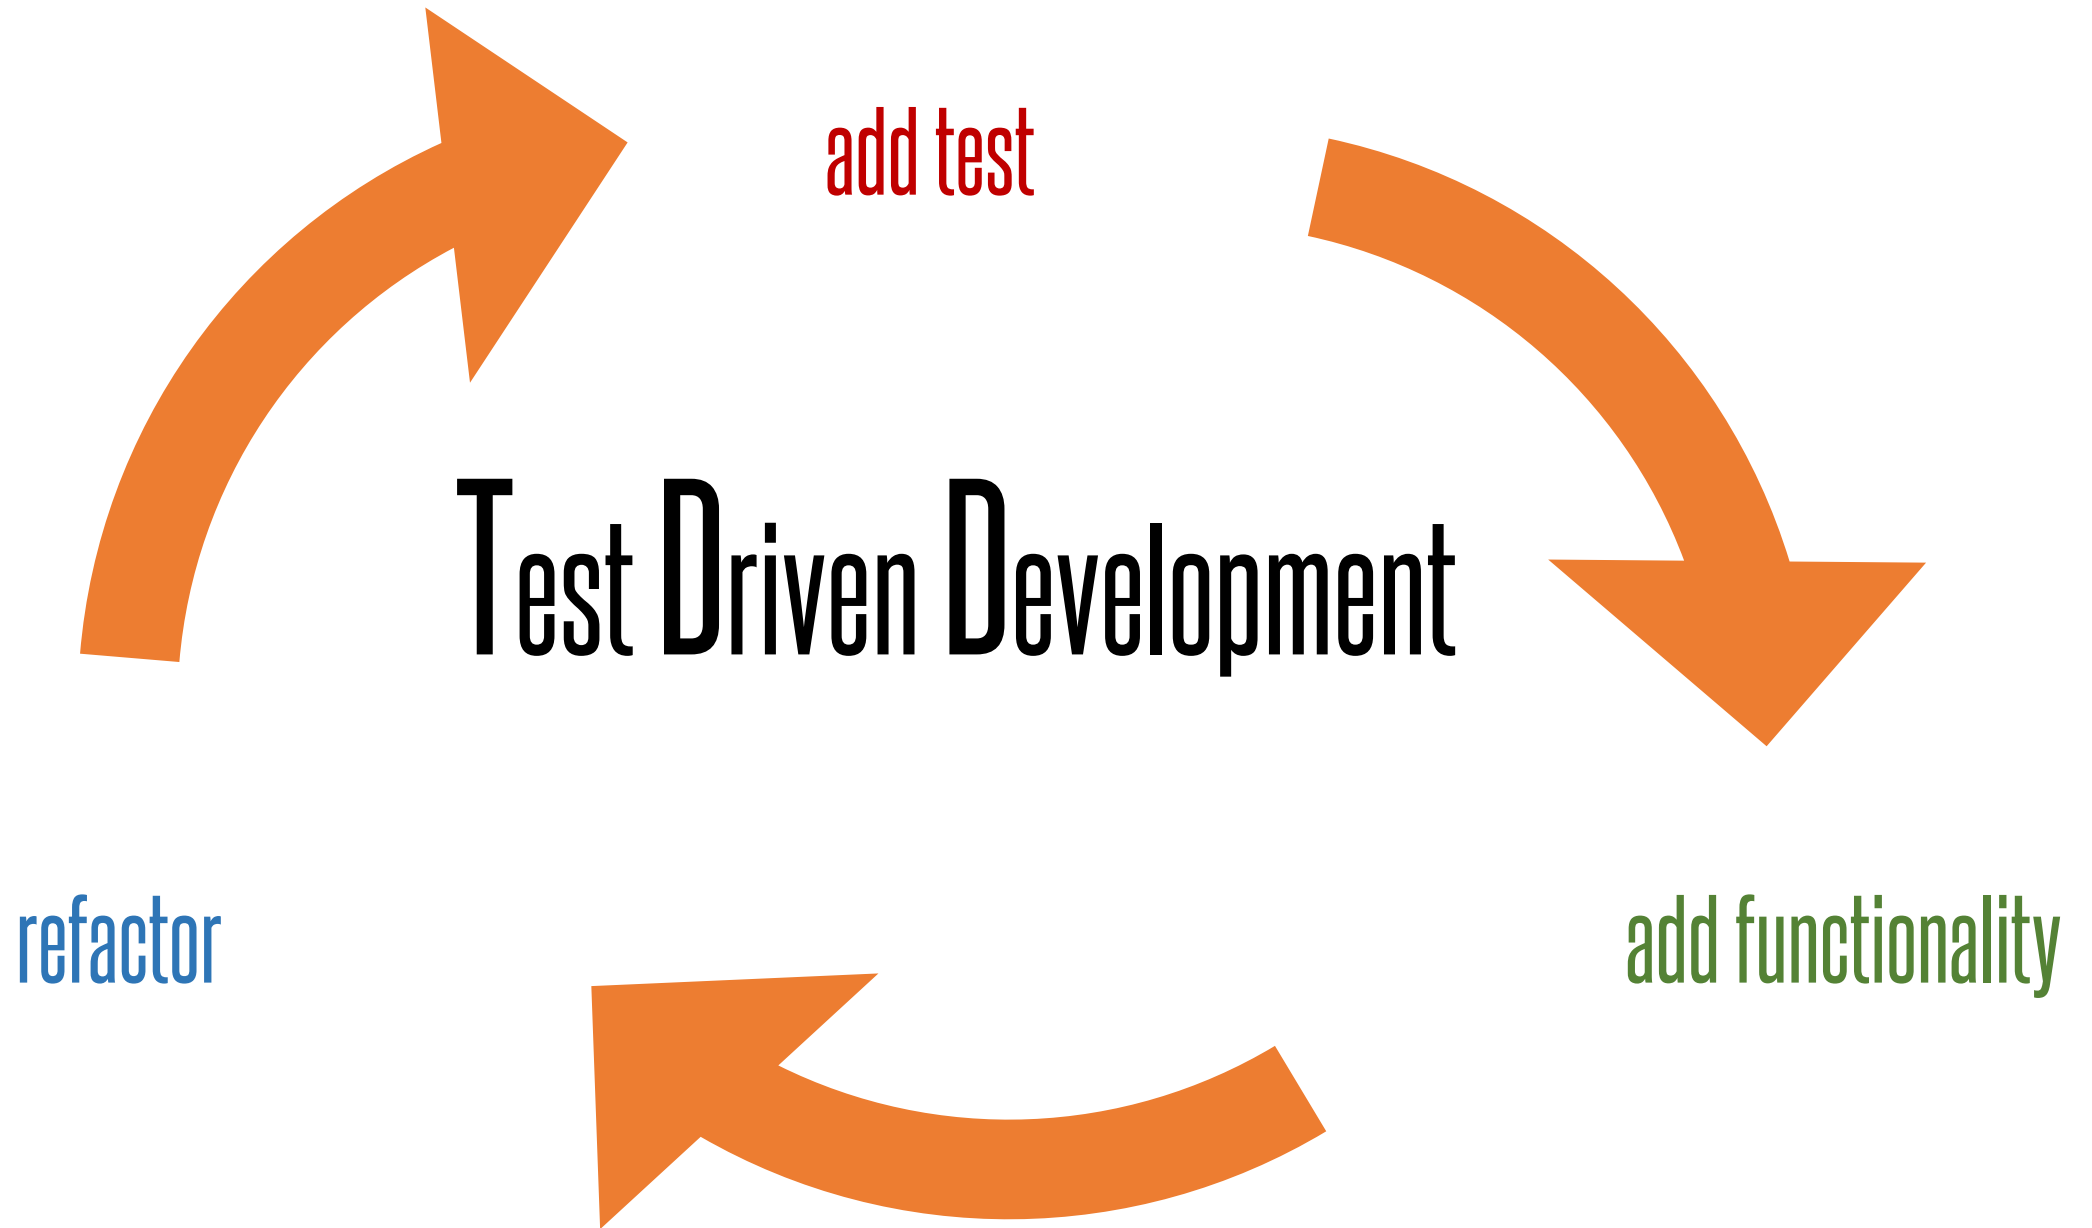 add test
Test Driven Development
refactor
add functionality